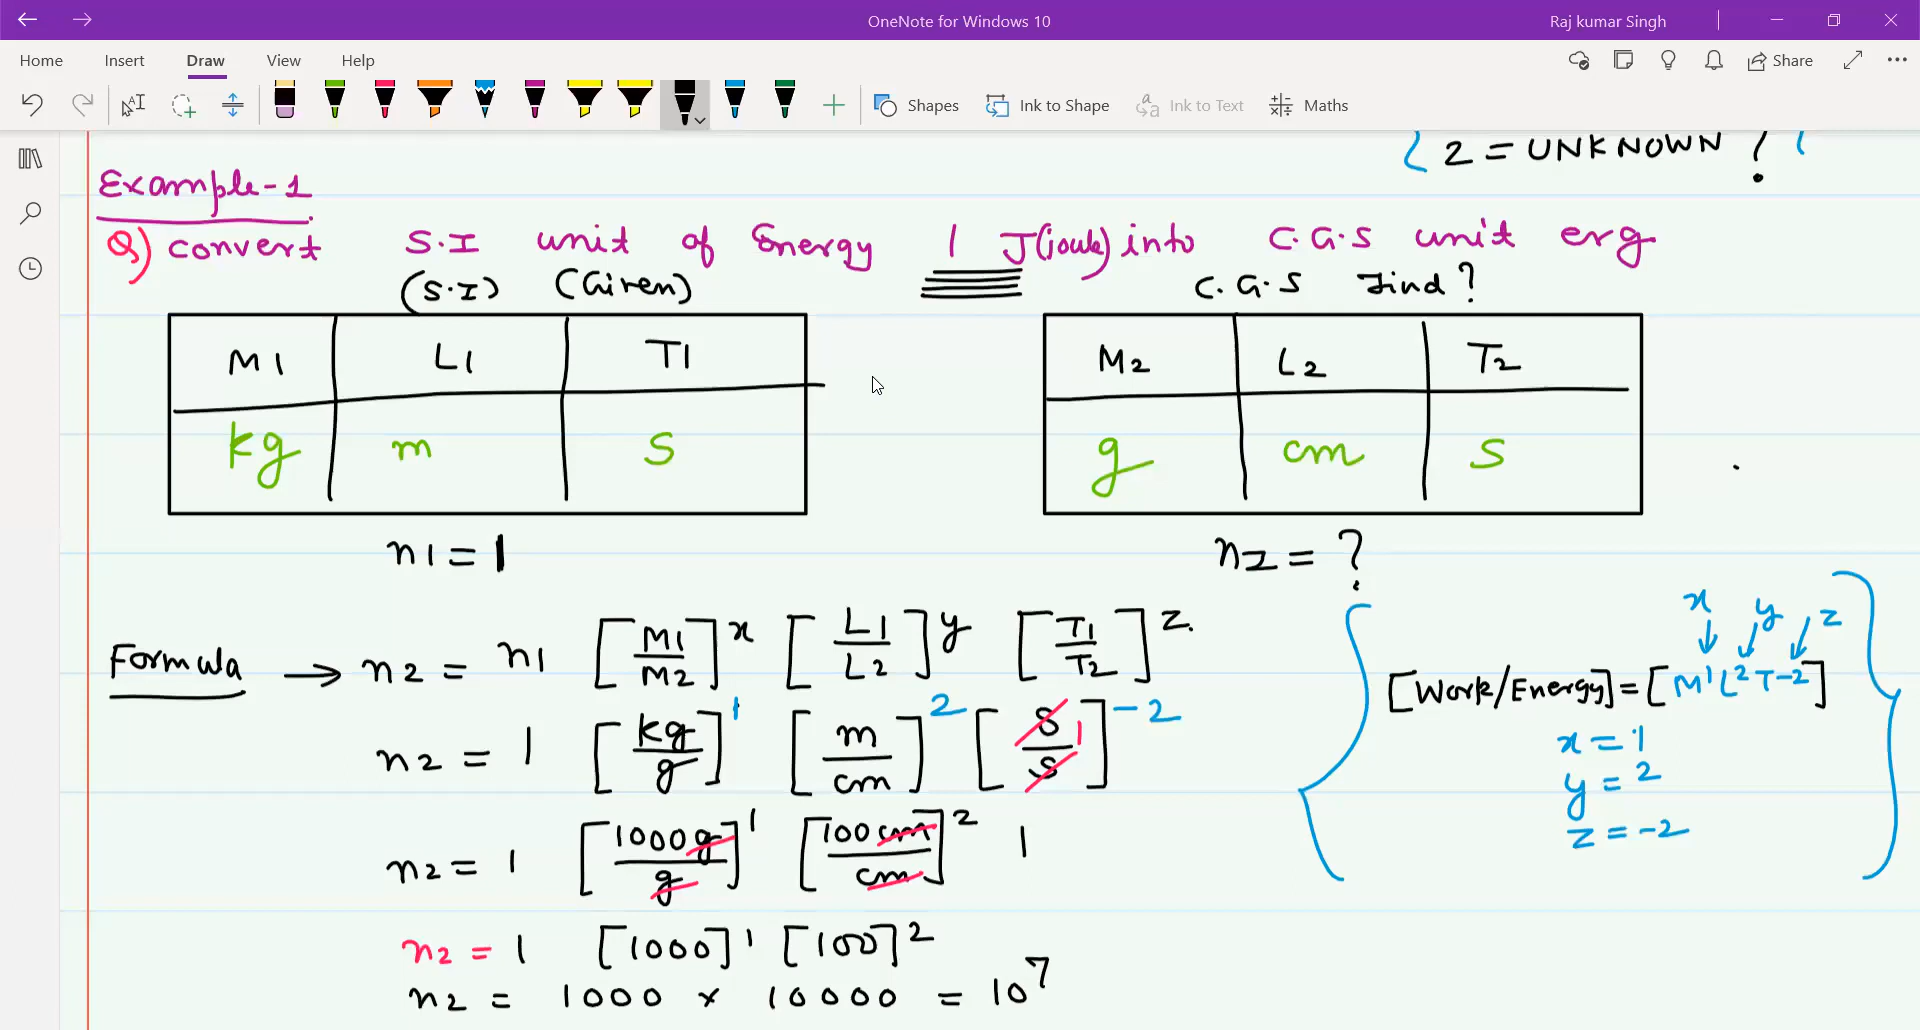 OneNote for Windows 10
Raj kumar Singh
Home Insert Draw View Help
Share
Shapes Ink to Shape Ink to Text Maths
z = UNKNOWN ?
Example-1
Q) convert S.I unit of Energy 1 J(joule) into C.G.S unit erg
(S.I) (Given) C.G.S Find?
M1 L1 T1 M2 L2 T2
kg m s g cm s
n1 = 1 n2 = ?
x y z
Formula → n2 = n1 [M1/M2]^x [L1/L2]^y [T1/T2]^z
[Work/Energy] = [M^1 L^2 T^-2]
n2 = 1 [kg/g]^1 [m/cm]^2 [s/s]^-2 1
x = 1
y = 2
z = -2
n2 = 1 [1000g/g]^1 [100cm/cm]^2 1
n2 = 1 [1000]^1 [100]^2
n2 = 1000 × 10000 = 10^7